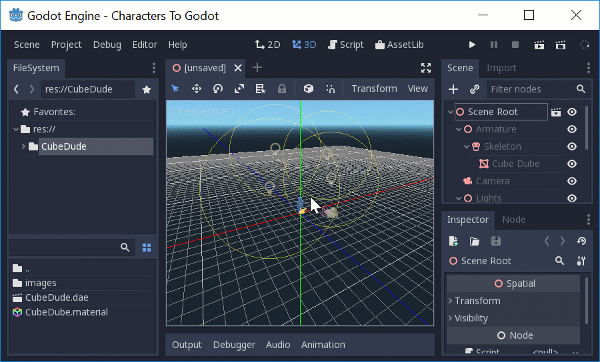 Godot Engine - Characters To Godot
Scene Project Debug Editor Help
2D 3D Script AssetLib
FileSystem
res://CubeDude
Favorites:
res://
CubeDude
..
images
CubeDude.dae
CubeDube.material
[unsaved]
Transform View
[ Perspective ]
Output Debugger Audio Animation
Scene Import
Filter nodes
Scene Root
Armature
Skeleton
Cube Dube
Camera
Lights
Inspector Node
Scene Root
Spatial
Transform
Visibility
Node
Script <null>